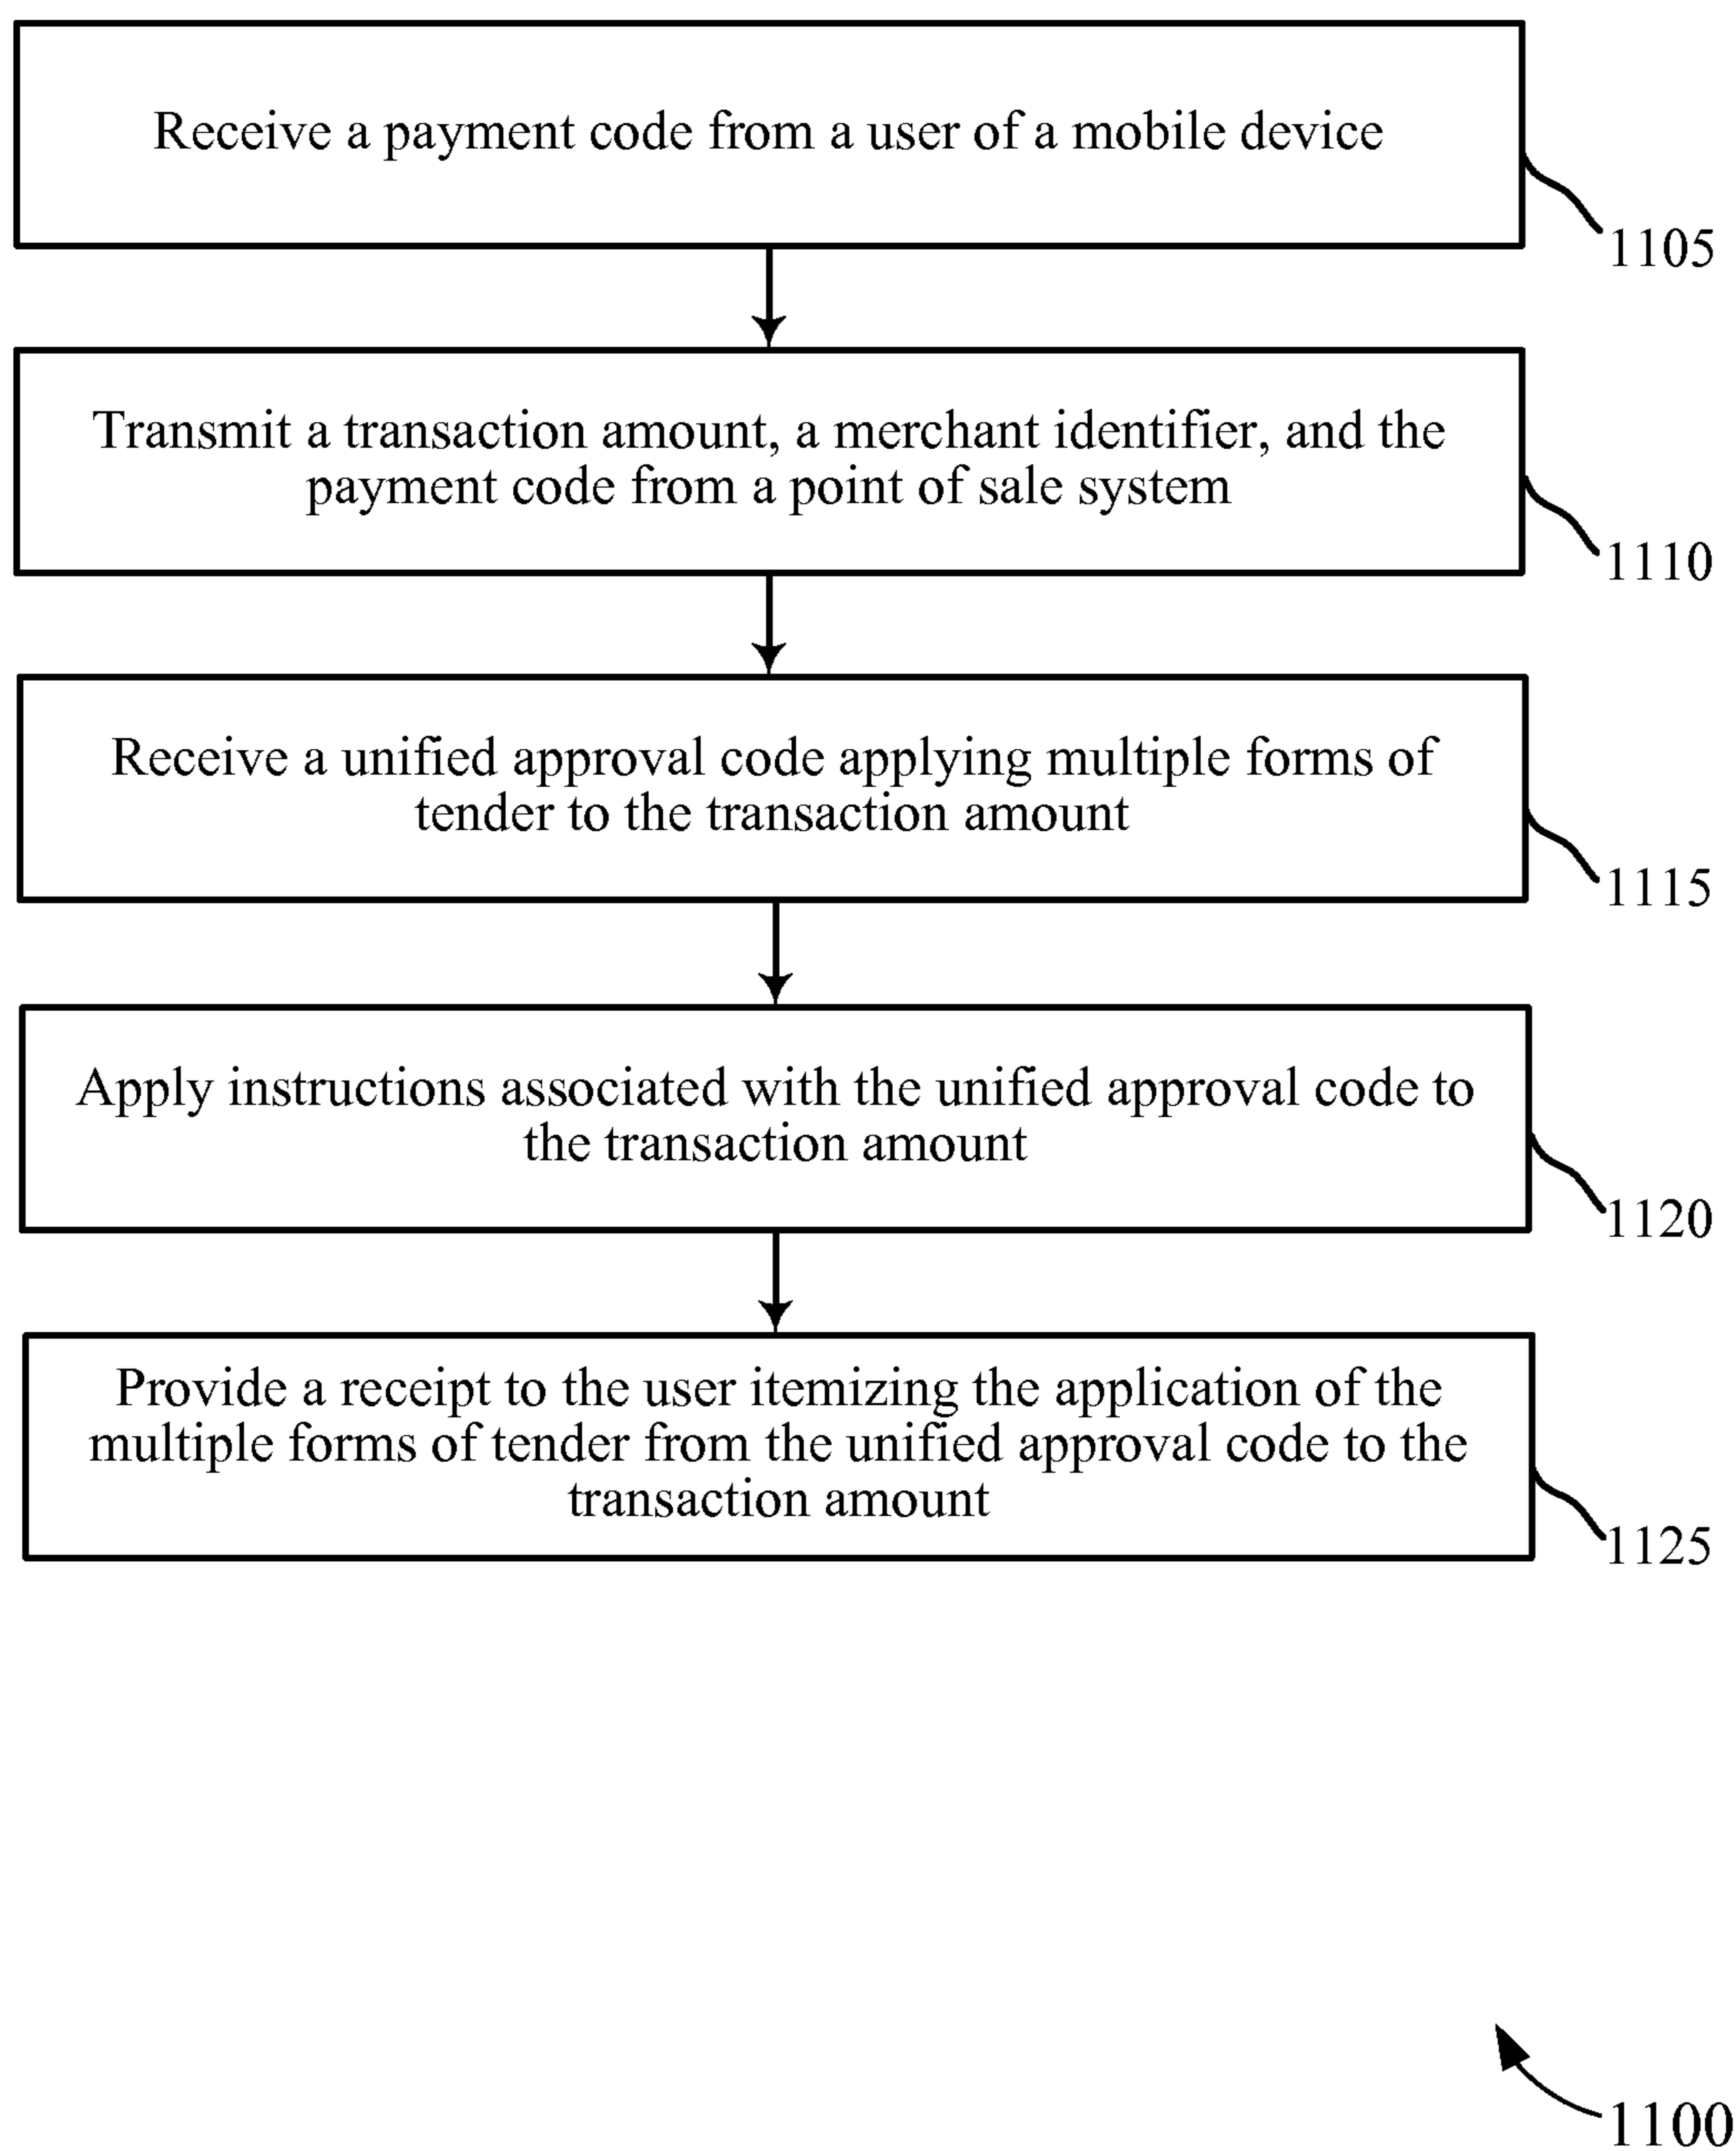 Receive a payment code from a user of a mobile device
1105
Transmit a transaction amount, a merchant identifier, and the
payment code from a point of sale system
1110
Receive a unified approval code applying multiple forms of
tender to the transaction amount
1115
Apply instructions associated with the unified approval code to
the transaction amount
1120
Provide a receipt to the user itemizing the application of the
multiple forms of tender from the unified approval code to the
transaction amount
1125
1100